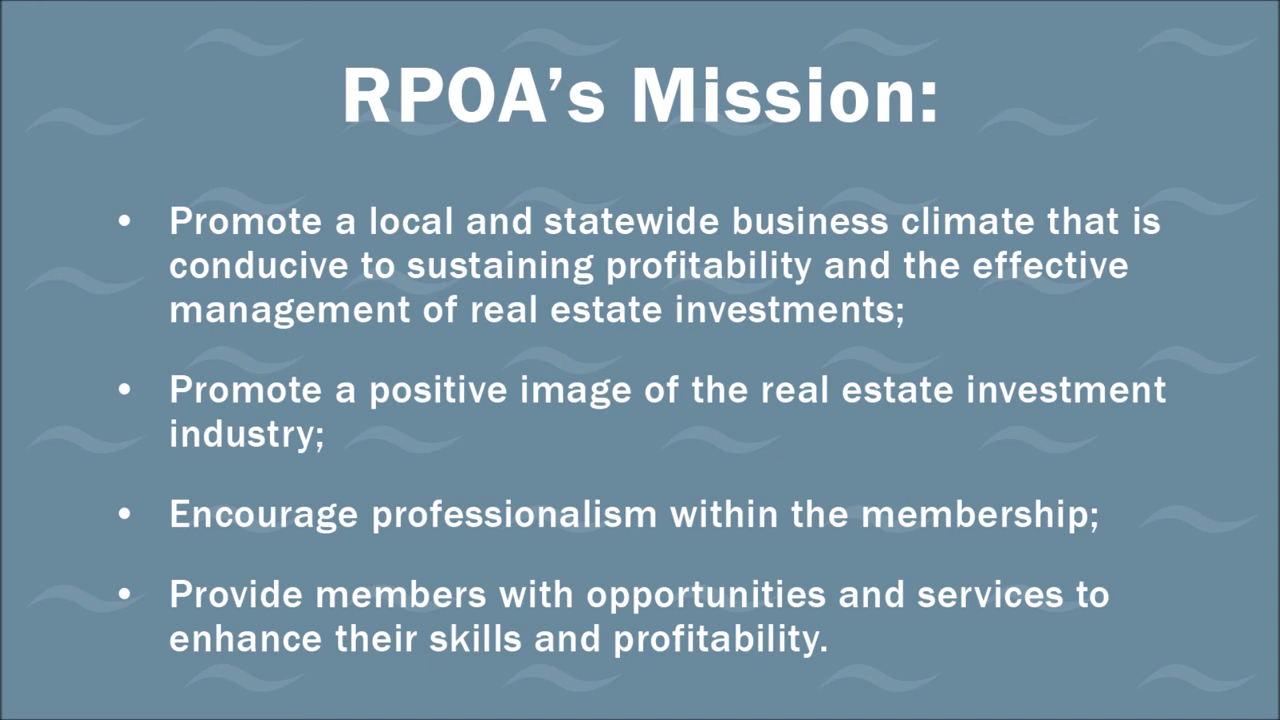 RPOA’s Mission:
• Promote a local and statewide business climate that is
conducive to sustaining profitability and the effective
management of real estate investments;
• Promote a positive image of the real estate investment
industry;
• Encourage professionalism within the membership;
• Provide members with opportunities and services to
enhance their skills and profitability.